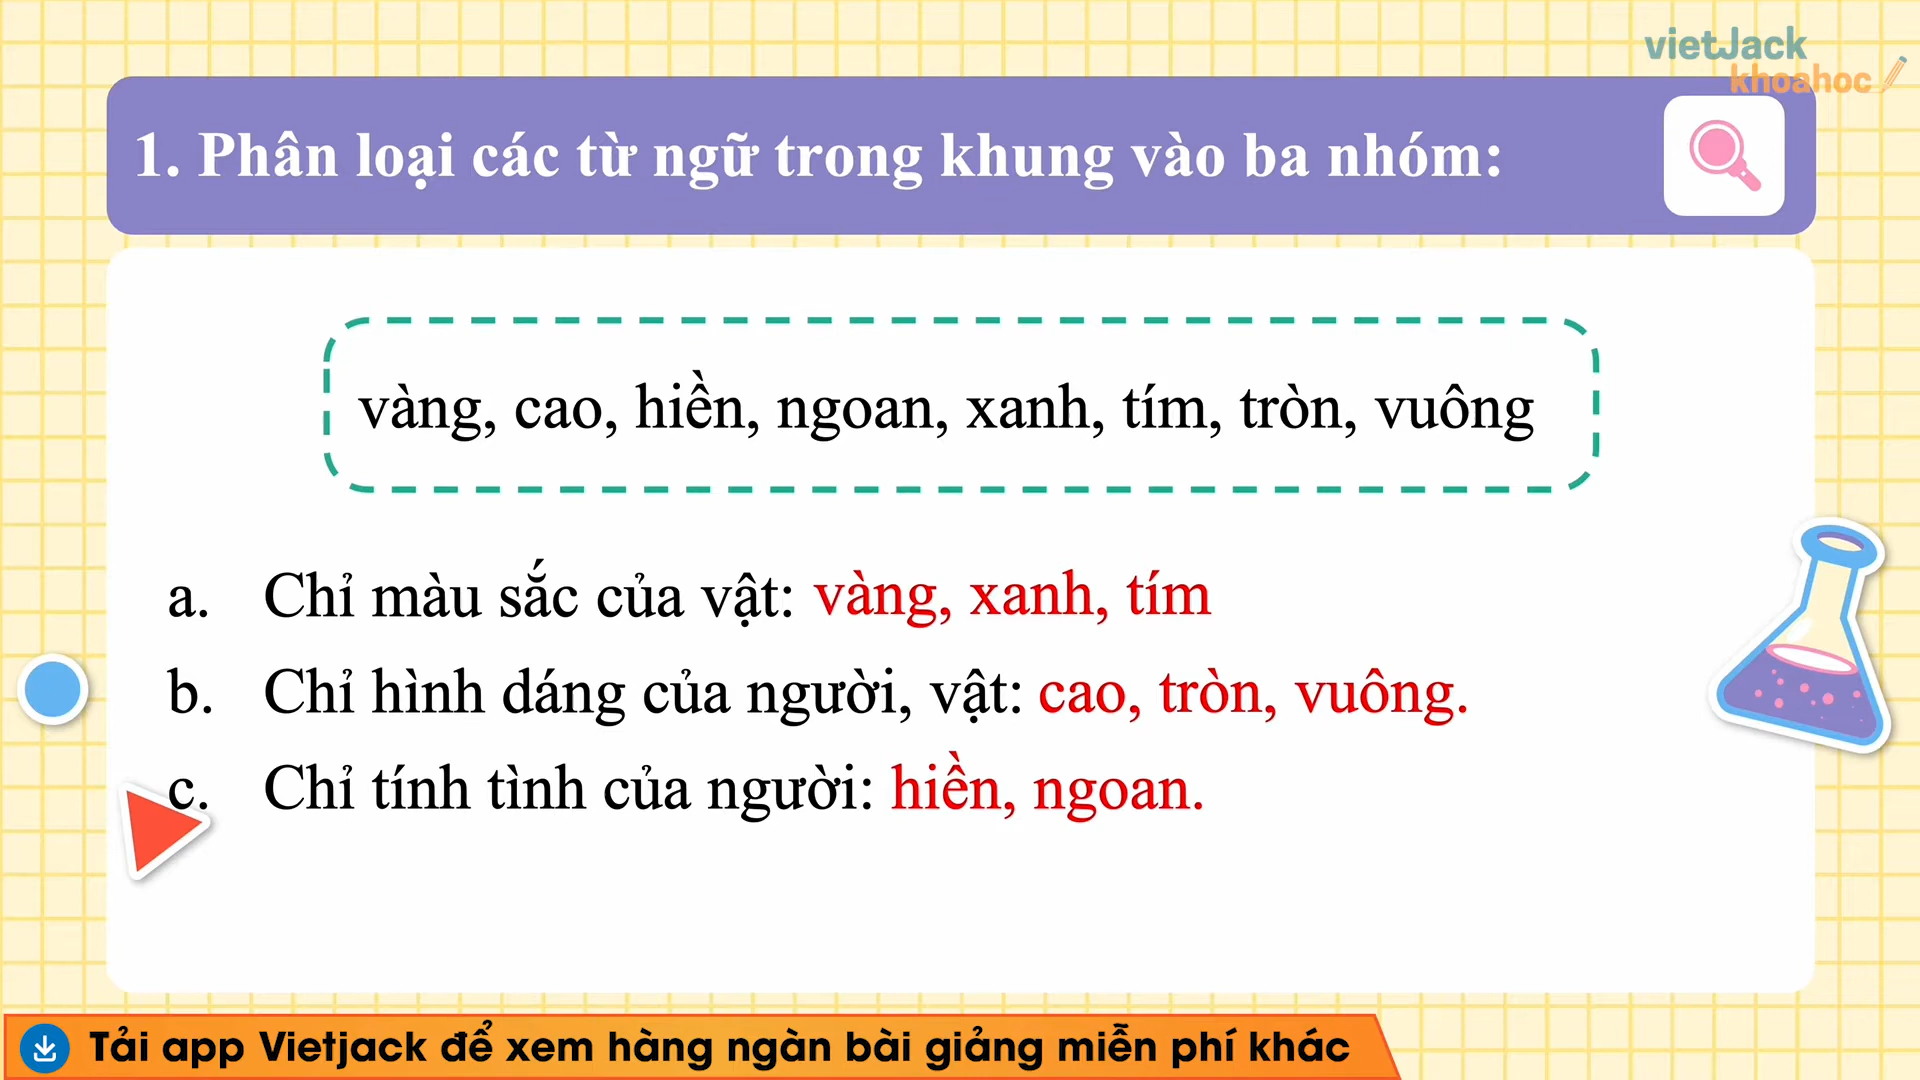 vietJack
khoahoc
1. Phân loại các từ ngữ trong khung vào ba nhóm:
vàng, cao, hiền, ngoan, xanh, tím, tròn, vuông
a. Chỉ màu sắc của vật: vàng, xanh, tím
b. Chỉ hình dáng của người, vật: cao, tròn, vuông.
c. Chỉ tính tình của người: hiền, ngoan.
Tải app Vietjack để xem hàng ngàn bài giảng miễn phí khác